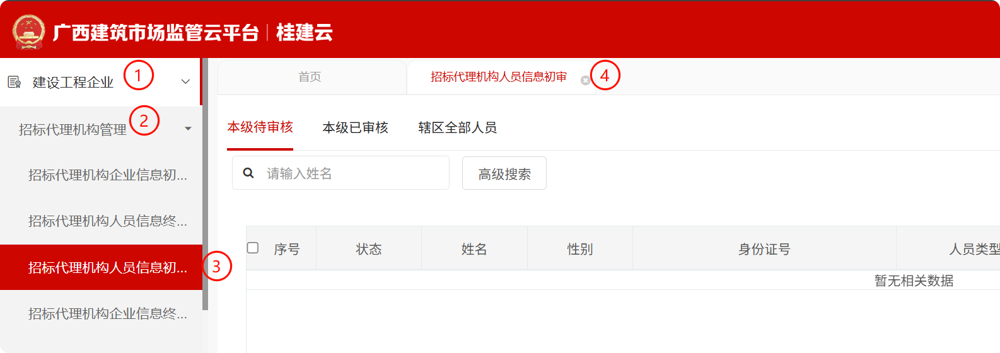 广西建筑市场监管云平台 | 桂建云
建设工程企业 ①
招标代理机构管理 ②
招标代理机构企业信息初...
招标代理机构人员信息终...
招标代理机构人员信息初... ③
招标代理机构企业信息终...
首页 招标代理机构人员信息初审 ④
本级待审核 本级已审核 辖区全部人员
请输入姓名 高级搜索
序号 状态 姓名 性别 身份证号 人员类型
暂无相关数据